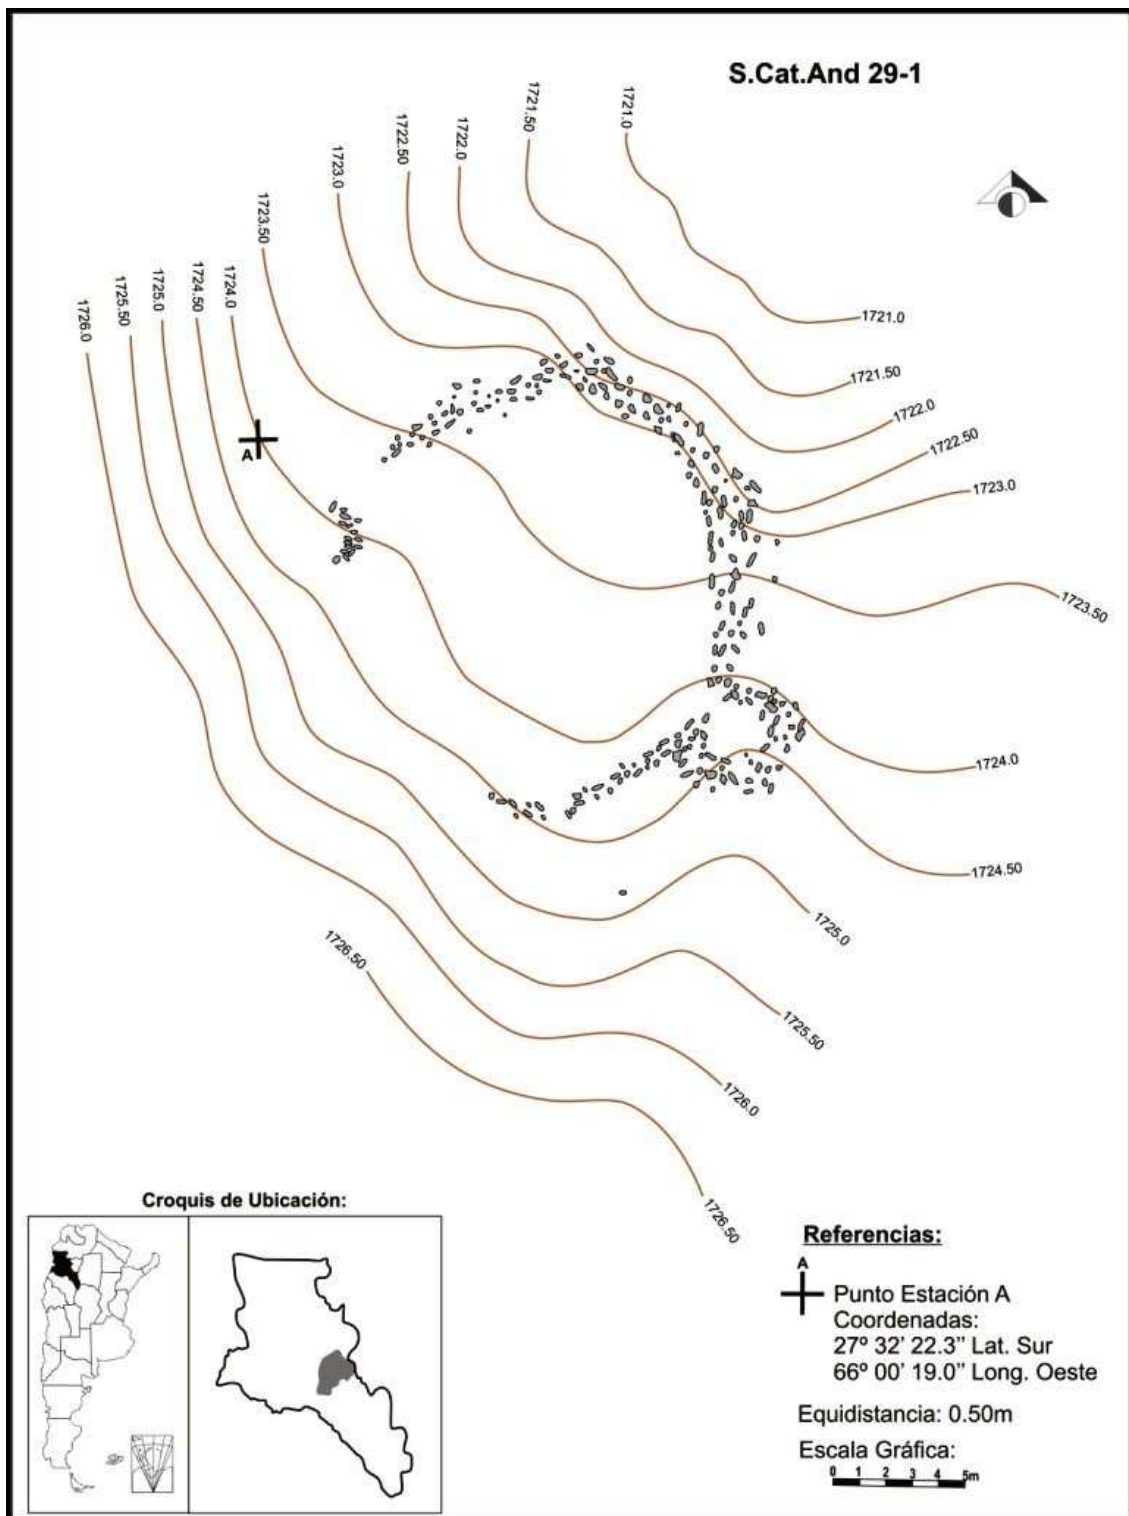 S.Cat.And 29-1
1721.0
1721.50
1722.0
1722.50
1723.0
1723.50
1724.0
1724.50
1725.0
1725.50
1726.0
1721.0
1721.50
1722.0
1722.50
1723.0
1723.50
A
1724.0
1724.50
1725.0
1726.50
1725.50
1726.0
1726.50
Croquis de Ubicación:
Referencias:
A
Punto Estación A
Coordenadas:
27º 32' 22.3" Lat. Sur
66º 00' 19.0" Long. Oeste
Equidistancia: 0.50m
Escala Gráfica:
0 1 2 3 4 5m